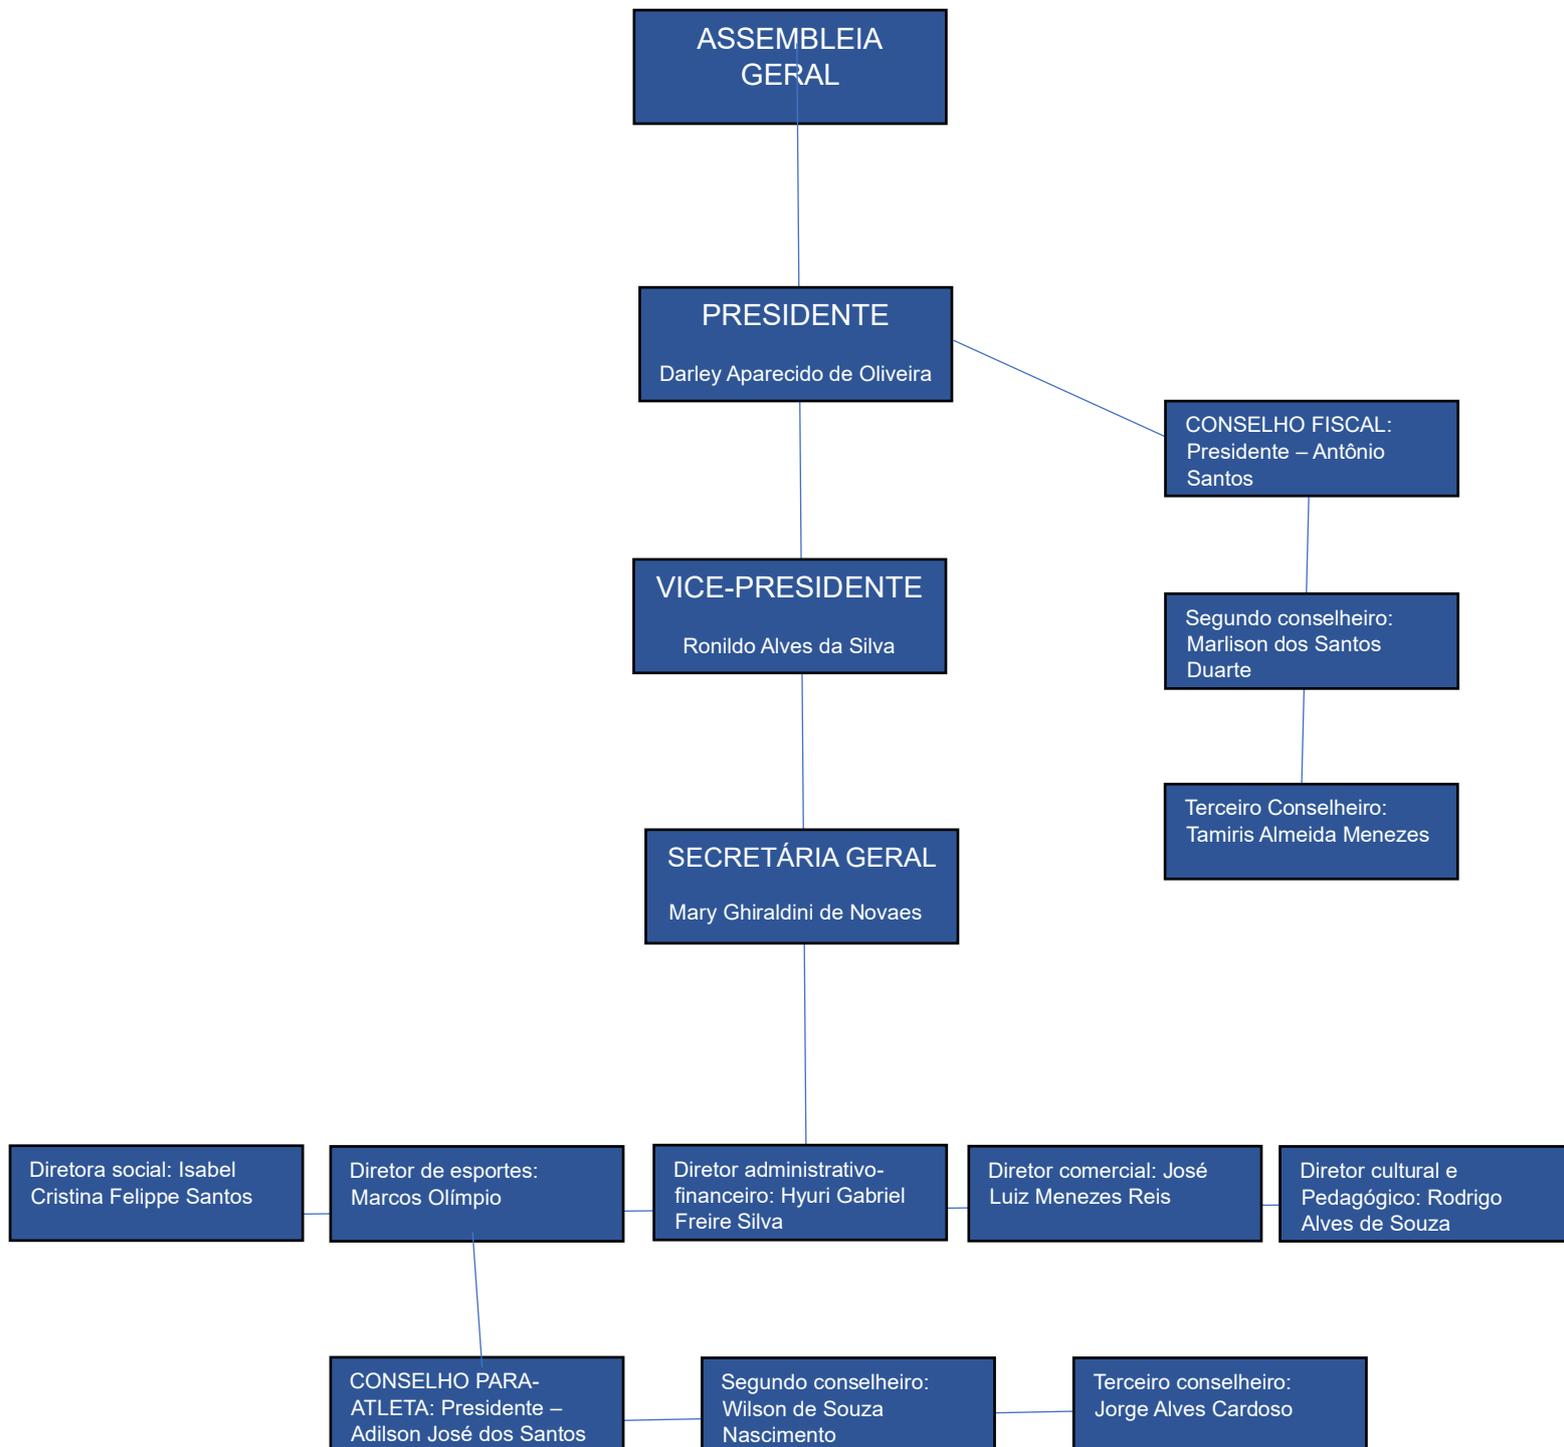 ASSEMBLEIA
GERAL
PRESIDENTE
Darley Aparecido de Oliveira
CONSELHO FISCAL:
Presidente – Antônio
Santos
VICE-PRESIDENTE
Ronildo Alves da Silva
Segundo conselheiro:
Marlison dos Santos
Duarte
Terceiro Conselheiro:
Tamiris Almeida Menezes
SECRETÁRIA GERAL
Mary Ghiraldini de Novaes
Diretora social: Isabel
Cristina Felippe Santos
Diretor de esportes:
Marcos Olímpio
Diretor administrativo-
financeiro: Hyuri Gabriel
Freire Silva
Diretor comercial: José
Luiz Menezes Reis
Diretor cultural e
Pedagógico: Rodrigo
Alves de Souza
CONSELHO PARA-
ATLETA: Presidente –
Adilson José dos Santos
Segundo conselheiro:
Wilson de Souza
Nascimento
Terceiro conselheiro:
Jorge Alves Cardoso